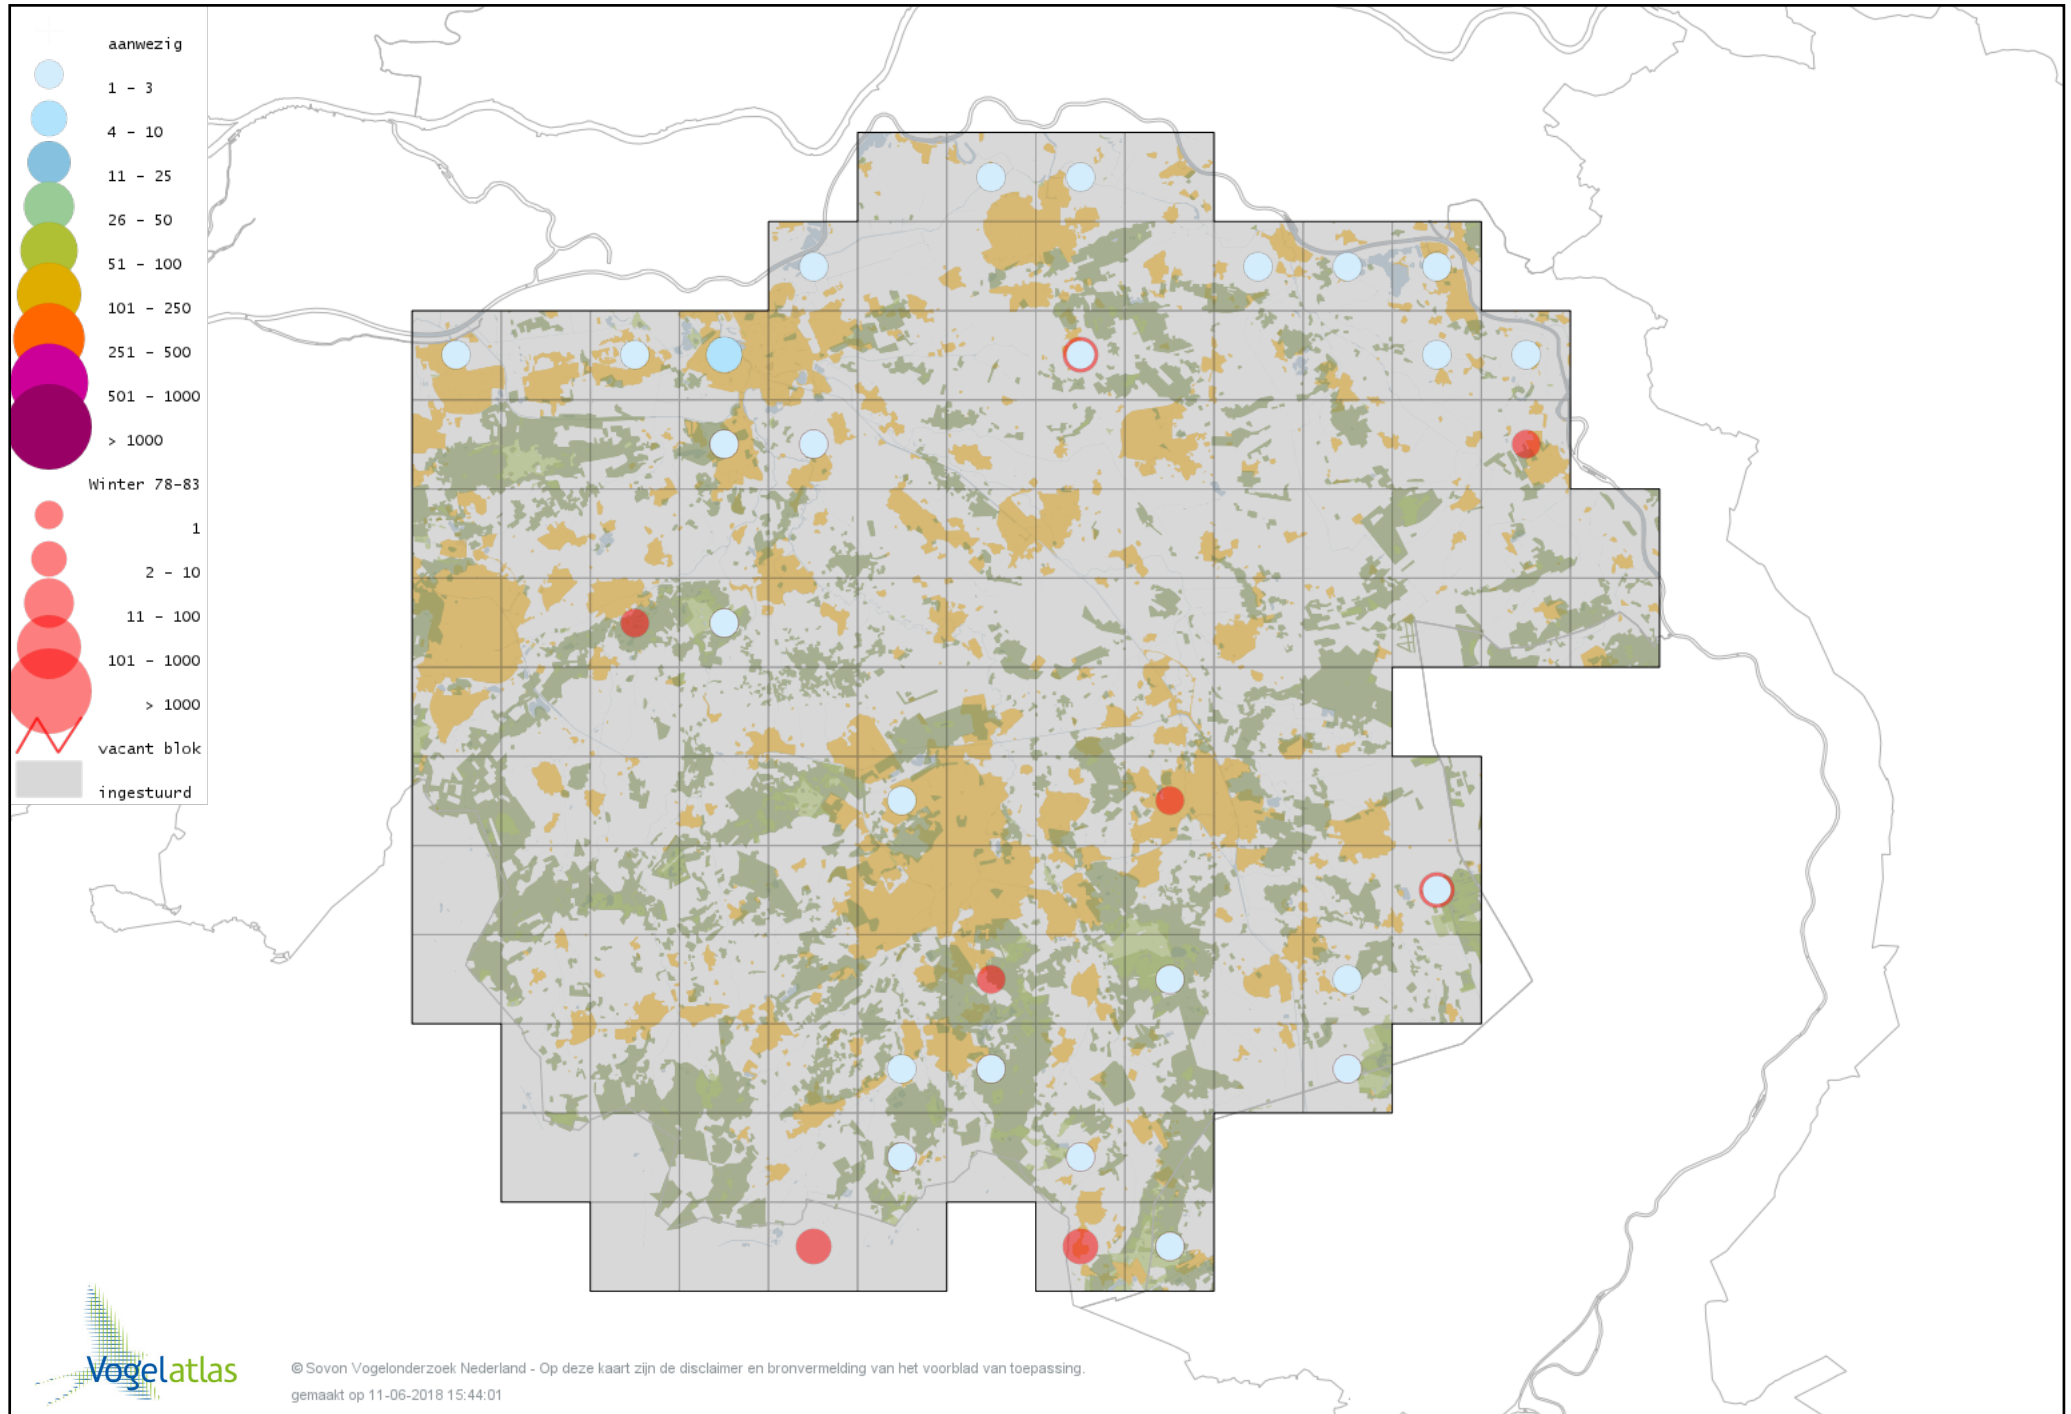 aanwezig
1 - 3
4 - 10
11 - 25
26 - 50
51 - 100
101 - 250
251 - 500
501 - 1000
> 1000
Winter 78-83
1
2 - 10
11 - 100
101 - 1000
> 1000
vacant blok
ingestuurd
Vogelatlas
© Sovon Vogelonderzoek Nederland - Op deze kaart zijn de disclaimer en bronvermelding van het voorblad van toepassing.
gemaakt op 11-06-2018 15:44:01